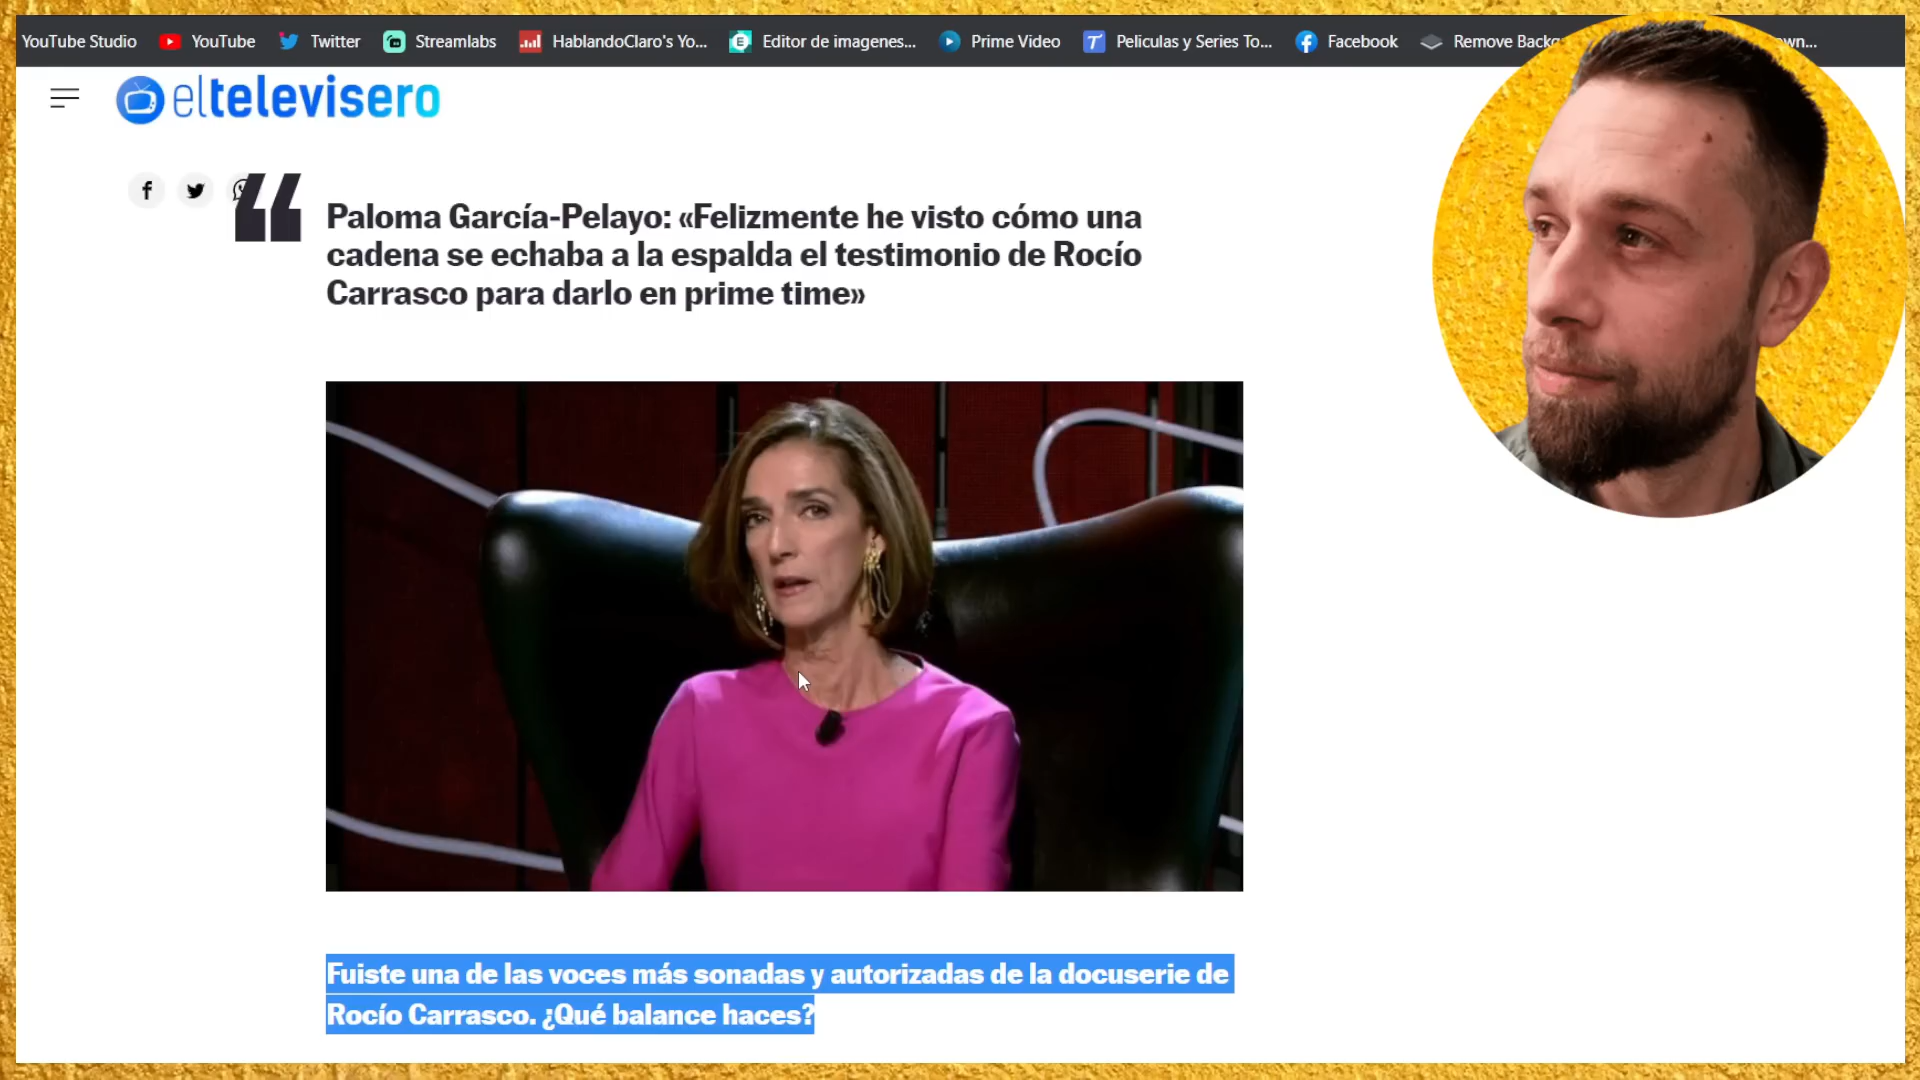 YouTube Studio YouTube Twitter Streamlabs HablandoClaro's Yo... Editor de imagenes... Prime Video Peliculas y Series To... Facebook Remove Backg own...
eltelevisero
Paloma García-Pelayo: «Felizmente he visto cómo una
cadena se echaba a la espalda el testimonio de Rocío
Carrasco para darlo en prime time»
Fuiste una de las voces más sonadas y autorizadas de la docuserie de
Rocío Carrasco. ¿Qué balance haces?